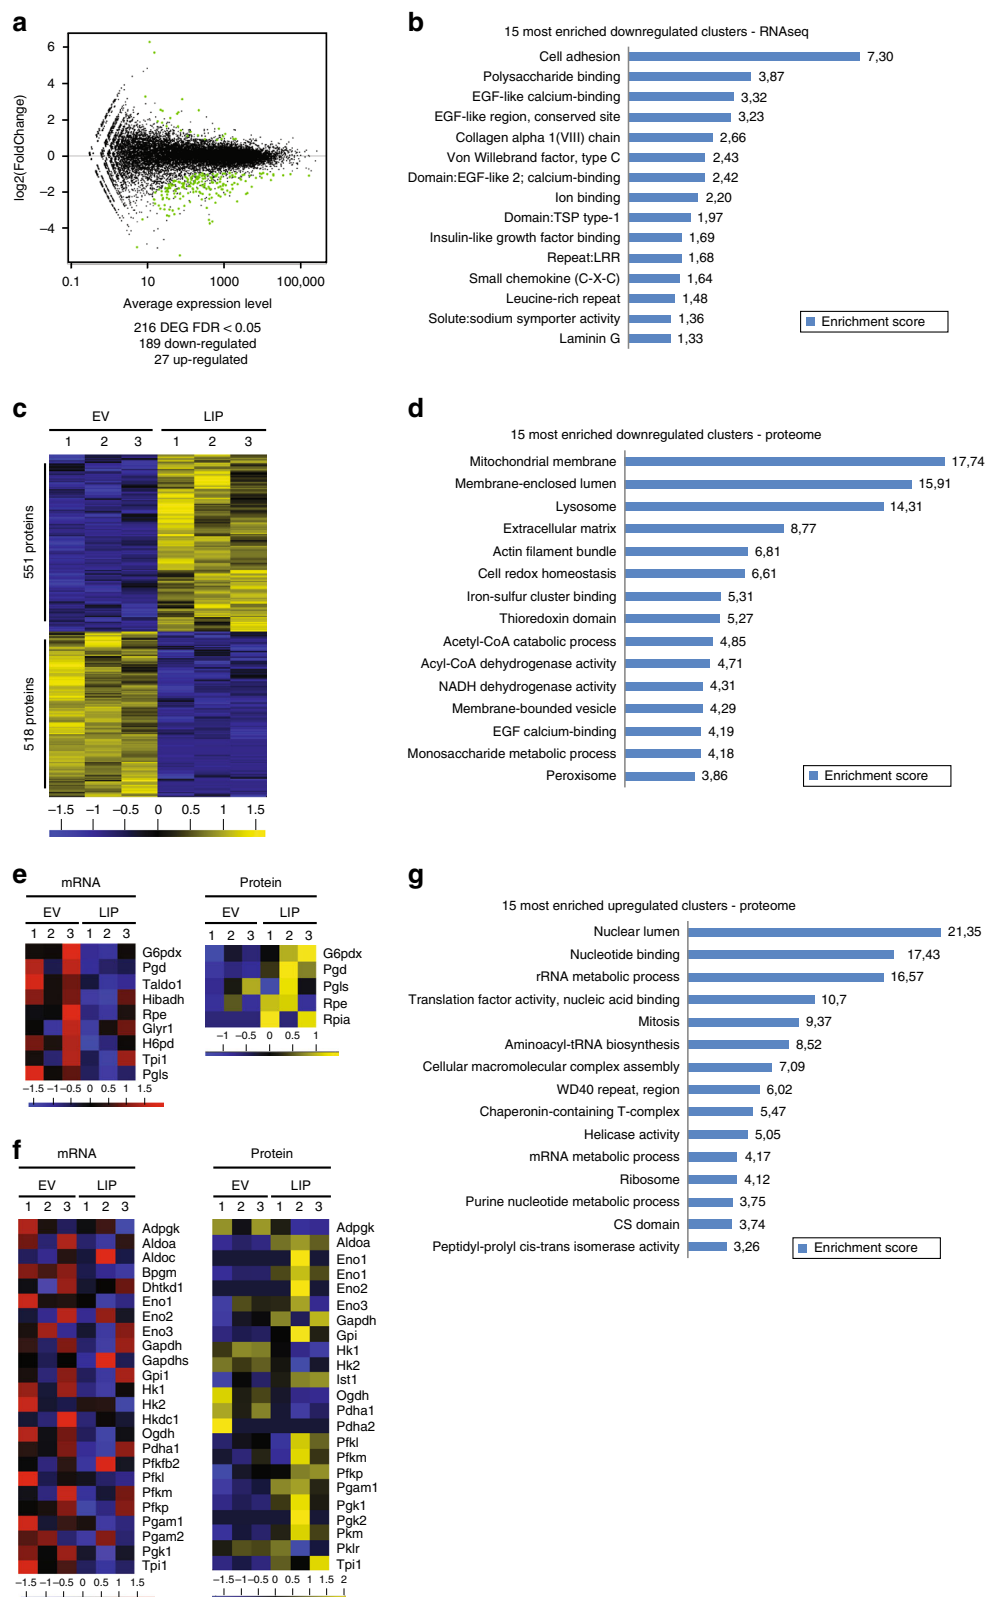 a
6
4
2
0
−2
−4
log2(FoldChange)
0.1
10
1000
100,000
Average expression level
216 DEG FDR < 0.05
189 down-regulated
27 up-regulated
b
15 most enriched downregulated clusters - RNAseq
Cell adhesion 7,30
Polysaccharide binding 3,87
EGF-like calcium-binding 3,32
EGF-like region, conserved site 3,23
Collagen alpha 1(VIII) chain 2,66
Von Willebrand factor, type C 2,43
Domain:EGF-like 2; calcium-binding 2,42
Ion binding 2,20
Domain:TSP type-1 1,97
Insulin-like growth factor binding 1,69
Repeat:LRR 1,68
Small chemokine (C-X-C) 1,64
Leucine-rich repeat 1,48
Solute:sodium symporter activity 1,36
Laminin G 1,33
Enrichment score
c
EV LIP
1 2 3 1 2 3
551 proteins
518 proteins
−1.5 −1 −0.5 0 0.5 1 1.5
d
15 most enriched downregulated clusters - proteome
Mitochondrial membrane 17,74
Membrane-enclosed lumen 15,91
Lysosome 14,31
Extracellular matrix 8,77
Actin filament bundle 6,81
Cell redox homeostasis 6,61
Iron-sulfur cluster binding 5,31
Thioredoxin domain 5,27
Acetyl-CoA catabolic process 4,85
Acyl-CoA dehydrogenase activity 4,71
NADH dehydrogenase activity 4,31
Membrane-bounded vesicle 4,29
EGF calcium-binding 4,19
Monosaccharide metabolic process 4,18
Peroxisome 3,86
Enrichment score
e
mRNA
EV LIP
1 2 3 1 2 3
G6pdx
Pgd
Taldo1
Hibadh
Rpe
Glyr1
H6pd
Tpi1
Pgls
−1.5 −1 −0.5 0 0.5 1 1.5
Protein
EV LIP
1 2 3 1 2 3
G6pdx
Pgd
Pgls
Rpe
Rpia
−1 −0.5 0 0.5 1
f
mRNA
EV LIP
1 2 3 1 2 3
Adpgk
Aldoa
Aldoc
Bpgm
Dhtkd1
Eno1
Eno2
Eno3
Gapdh
Gapdhs
Gpi1
Hk1
Hk2
Hkdc1
Ogdh
Pdha1
Pfkfb2
Pfkl
Pfkm
Pfkp
Pgam1
Pgam2
Pgk1
Tpi1
−1.5 −1 −0.5 0 0.5 1 1.5
Protein
EV LIP
1 2 3 1 2 3
Adpgk
Aldoa
Eno1
Eno1
Eno2
Eno3
Gapdh
Gpi
Hk1
Hk2
Ist1
Ogdh
Pdha1
Pdha2
Pfkl
Pfkm
Pfkp
Pgam1
Pgk1
Pgk2
Pkm
Pklr
Tpi1
−1.5 −1 −0.5 0 0.5 1 1.5 2
g
15 most enriched upregulated clusters - proteome
Nuclear lumen 21,35
Nucleotide binding 17,43
rRNA metabolic process 16,57
Translation factor activity, nucleic acid binding 10,7
Mitosis 9,37
Aminoacyl-tRNA biosynthesis 8,52
Cellular macromolecular complex assembly 7,09
WD40 repeat, region 6,02
Chaperonin-containing T-complex 5,47
Helicase activity 5,05
mRNA metabolic process 4,17
Ribosome 4,12
Purine nucleotide metabolic process 3,75
CS domain 3,74
Peptidyl-prolyl cis-trans isomerase activity 3,26
Enrichment score